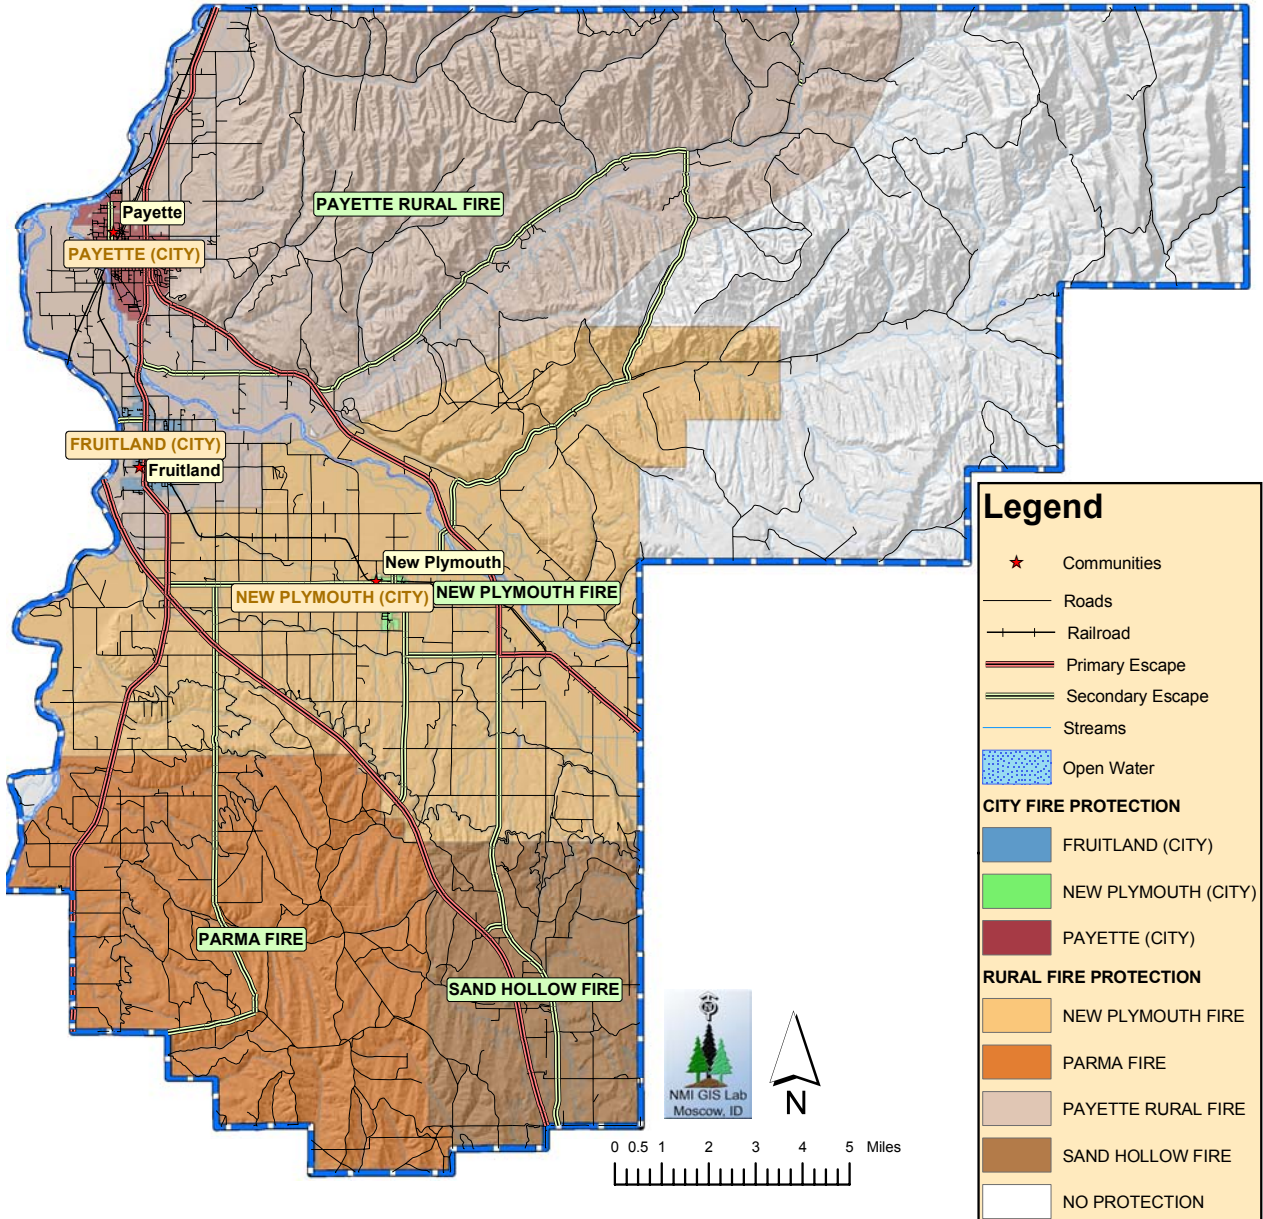 Payette
PAYETTE (CITY)
PAYETTE RURAL FIRE
FRUITLAND (CITY)
Fruitland
New Plymouth
NEW PLYMOUTH (CITY)
NEW PLYMOUTH FIRE
PARMA FIRE
SAND HOLLOW FIRE
NMI GIS Lab
Moscow, ID
N
0 0.5 1 2 3 4 5 Miles
Legend
Communities
Roads
Railroad
Primary Escape
Secondary Escape
Streams
Open Water
CITY FIRE PROTECTION
FRUITLAND (CITY)
NEW PLYMOUTH (CITY)
PAYETTE (CITY)
RURAL FIRE PROTECTION
NEW PLYMOUTH FIRE
PARMA FIRE
PAYETTE RURAL FIRE
SAND HOLLOW FIRE
NO PROTECTION